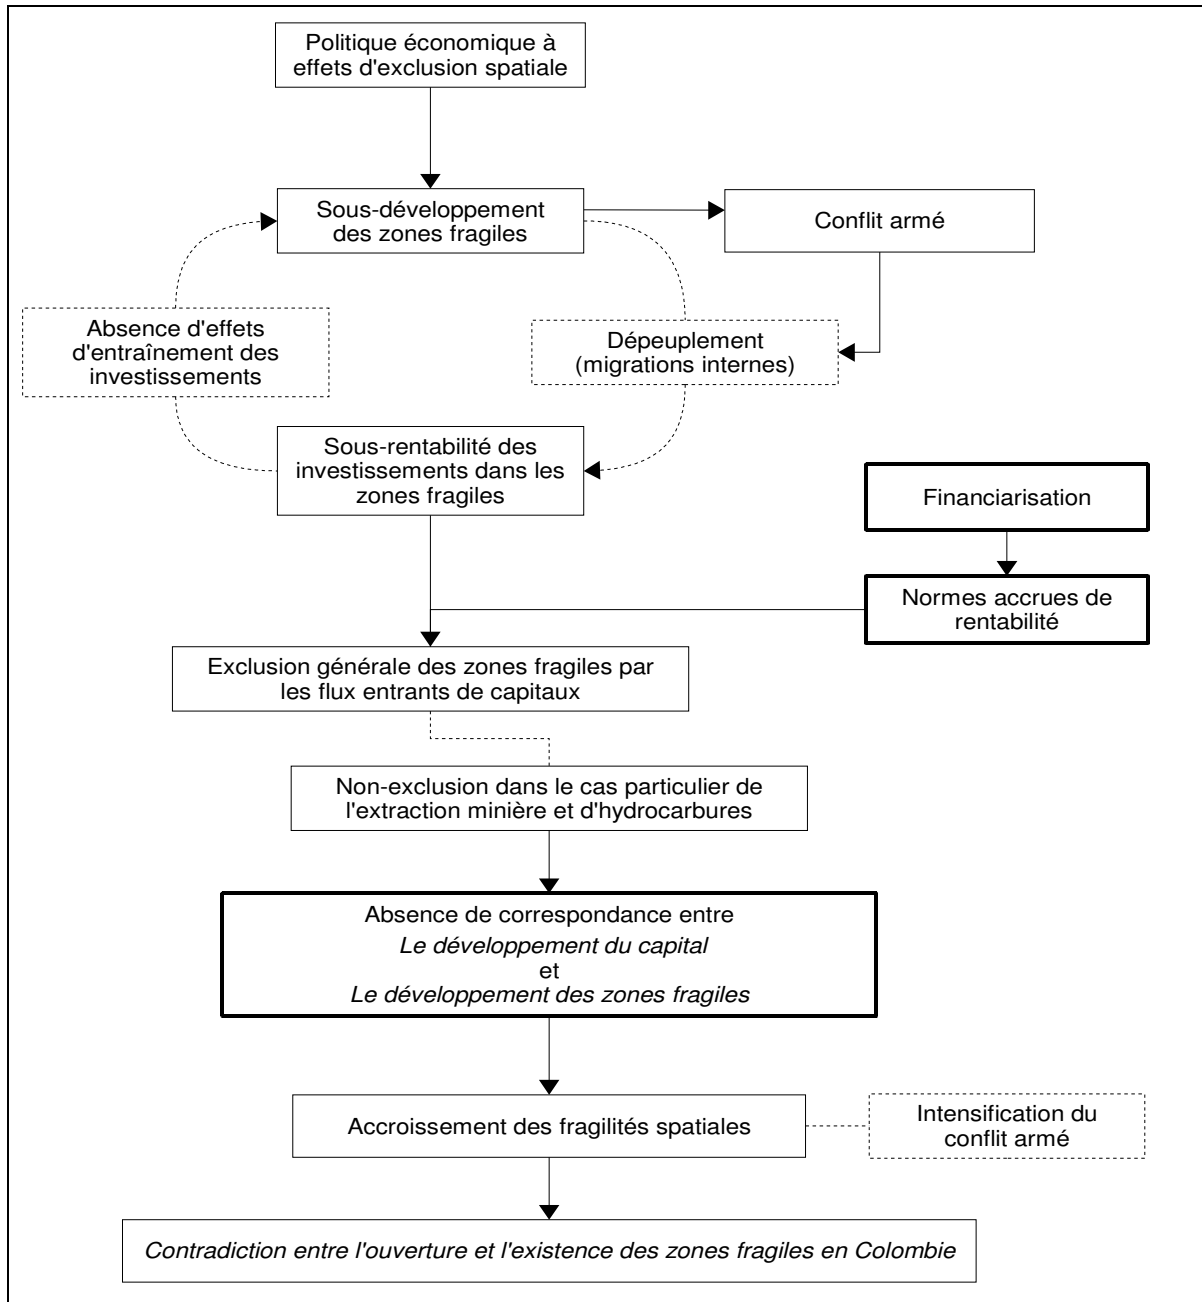 Politique économique à
effets d'exclusion spatiale
Sous-développement
des zones fragiles
Conflit armé
Absence d'effets
d'entraînement des
investissements
Dépeuplement
(migrations internes)
Sous-rentabilité des
investissements dans les
zones fragiles
Financiarisation
Normes accrues de
rentabilité
Exclusion générale des zones fragiles par
les flux entrants de capitaux
Non-exclusion dans le cas particulier de
l'extraction minière et d'hydrocarbures
Absence de correspondance entre
Le développement du capital
et
Le développement des zones fragiles
Accroissement des fragilités spatiales
Intensification du
conflit armé
Contradiction entre l'ouverture et l'existence des zones fragiles en Colombie